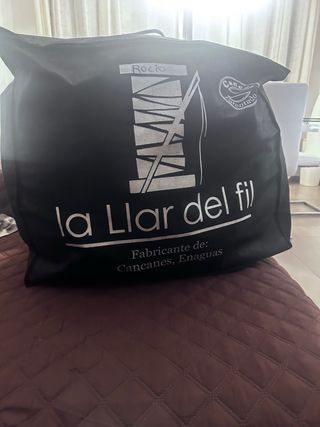 Rocío
la Llar del fil
Fabricante de:
Cancanes, Enaguas